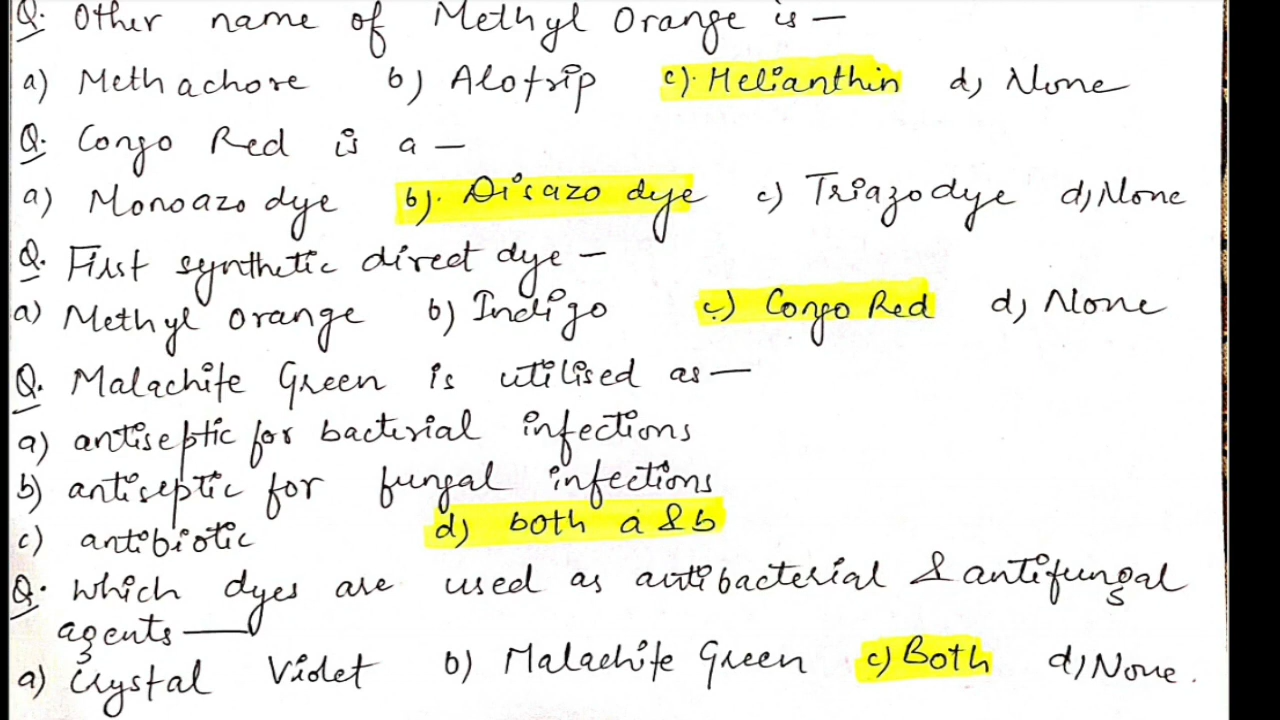 Q. Other name of Methyl Orange is —
a) Methachore b) Alotrip c). Helianthin d) None
Q. Congo Red is a —
a) Monoazo dye b). Disazo dye c) Triazo dye d) None
Q. First synthetic direct dye —
a) Methyl orange b) Indigo c) Congo Red d) None
Q. Malachite Green is utilised as —
a) antiseptic for bacterial infections
b) antiseptic for fungal infections
c) antibiotic d) both a & b
Q. Which dyes are used as antibacterial & antifungal
agents —
a) Crystal Violet b) Malachite Green c) Both d) None.